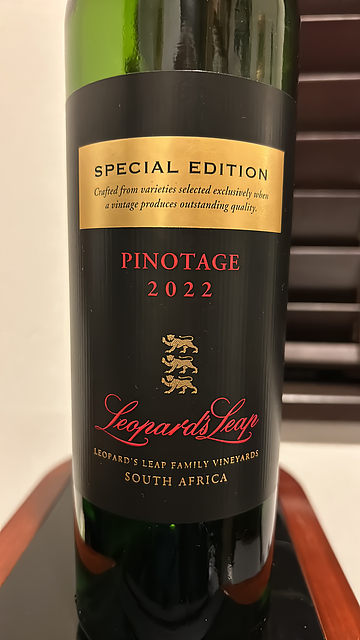 SPECIAL EDITION
Crafted from varieties selected exclusively when
a vintage produces outstanding quality.
PINOTAGE
2022
Leopard's Leap
LEOPARD'S LEAP FAMILY VINEYARDS
SOUTH AFRICA